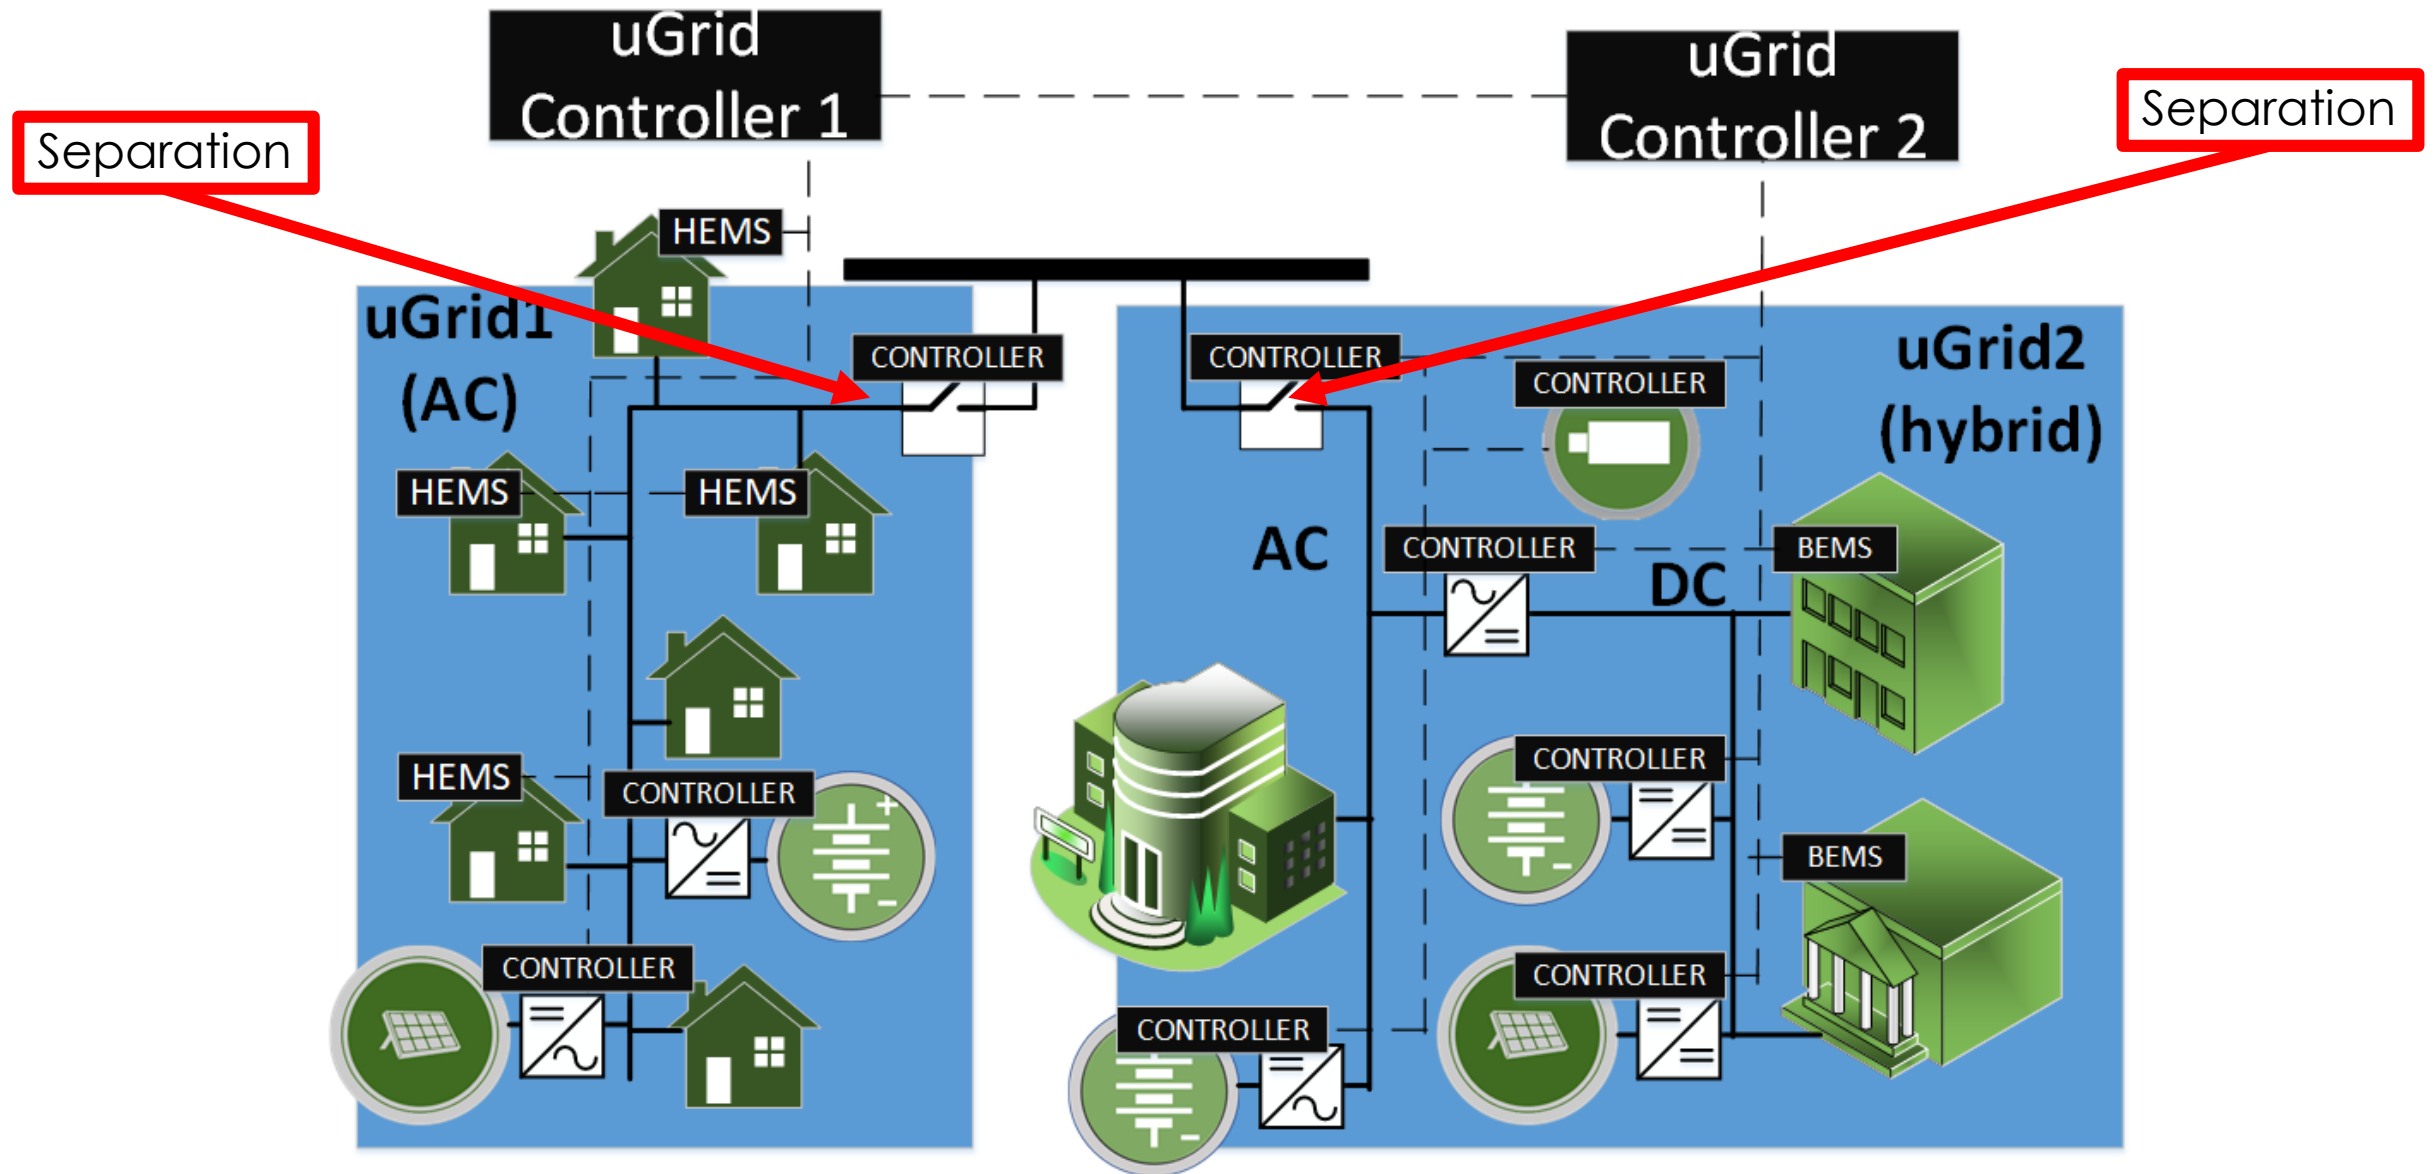 uGrid
Controller 1
uGrid
Controller 2
Separation
Separation
HEMS
uGrid1
(AC)
CONTROLLER
CONTROLLER
CONTROLLER
uGrid2
(hybrid)
HEMS
HEMS
AC
CONTROLLER
DC
BEMS
HEMS
CONTROLLER
CONTROLLER
BEMS
CONTROLLER
CONTROLLER
CONTROLLER